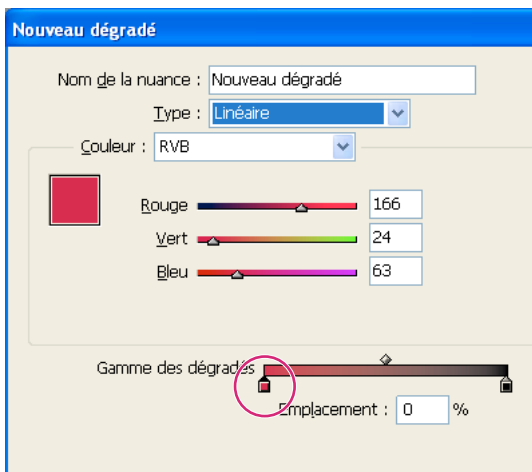 Nouveau dégradé
Nom de la nuance : Nouveau dégradé
Type : Linéaire
Couleur : RVB
Rouge 166
Vert 24
Bleu 63
Gamme des dégradés
Emplacement : 0 %